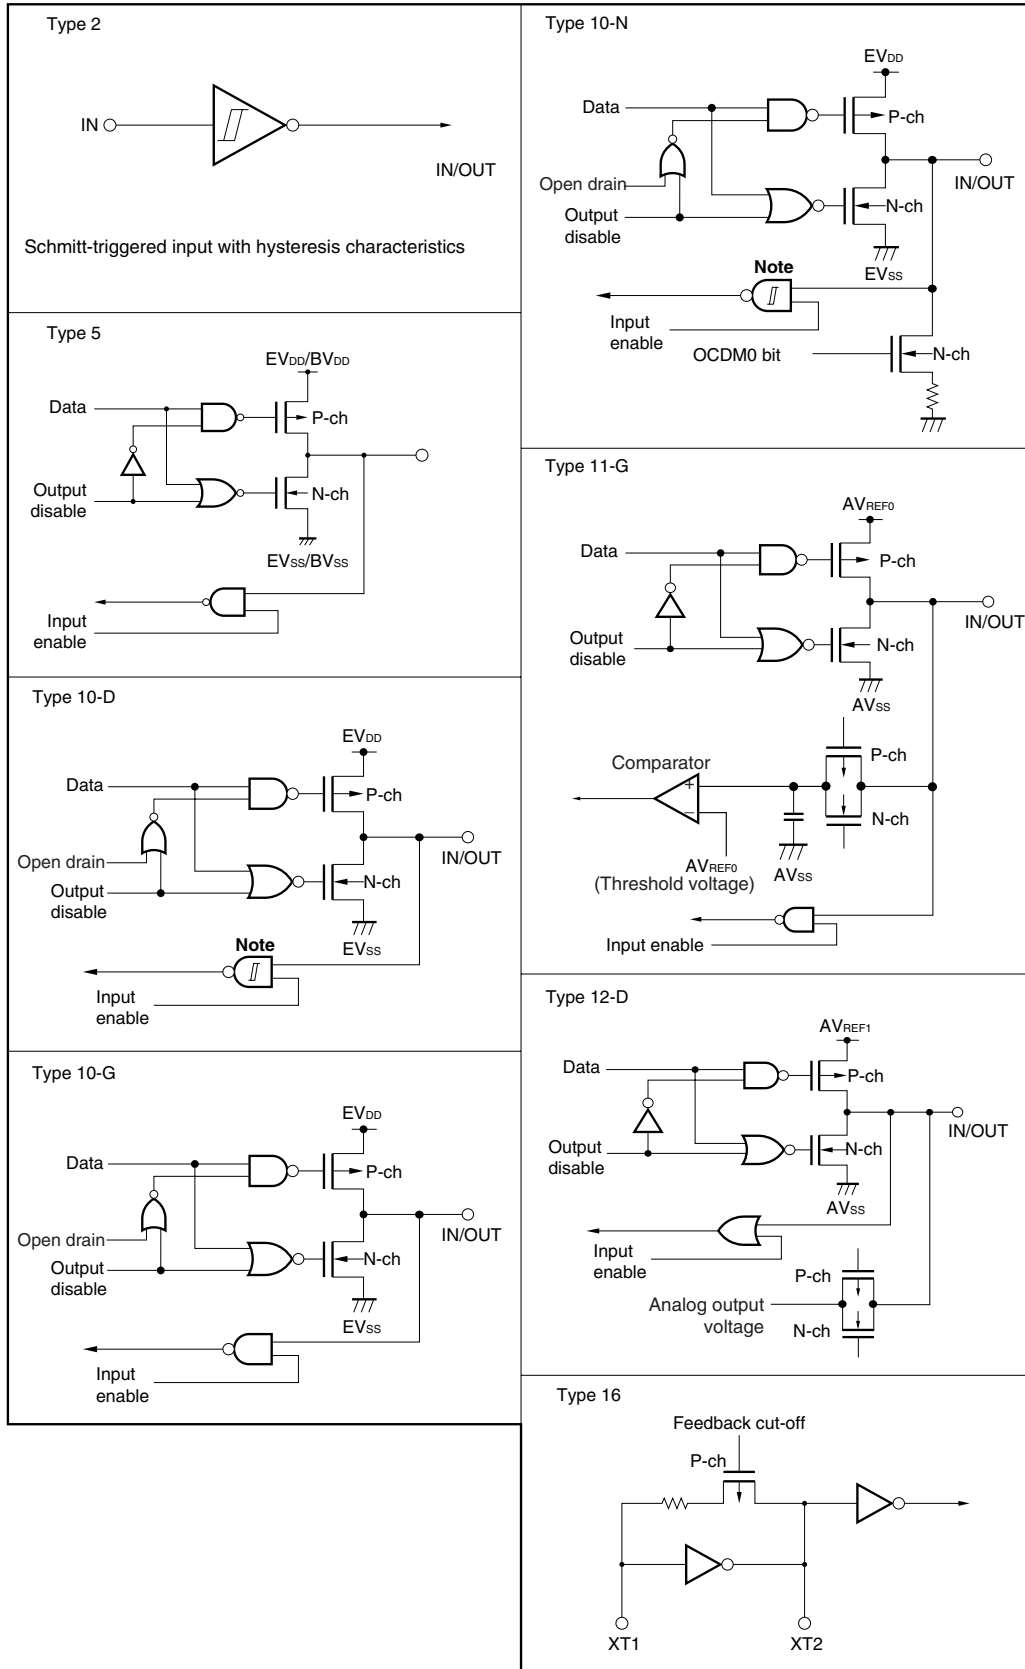 Type 2
IN
IN/OUT
Schmitt-triggered input with hysteresis characteristics
Type 5
EVDD/BVDD
Data
P-ch
Output
disable
N-ch
EVSS/BVSS
Input
enable
Type 10-D
EVDD
Data
P-ch
Open drain
IN/OUT
Output
disable
N-ch
EVSS
Note
Input
enable
Type 10-G
EVDD
Data
P-ch
Open drain
IN/OUT
Output
disable
N-ch
EVSS
Input
enable
Type 10-N
EVDD
Data
P-ch
Open drain
IN/OUT
Output
disable
N-ch
EVSS
Note
Input
enable
OCDM0 bit
N-ch
Type 11-G
AVREF0
Data
P-ch
IN/OUT
Output
disable
N-ch
AVSS
P-ch
Comparator
+
−
N-ch
AVREF0
(Threshold voltage)
AVSS
Input enable
Type 12-D
AVREF1
Data
P-ch
IN/OUT
Output
disable
N-ch
AVSS
Input
enable
P-ch
Analog output
voltage
N-ch
Type 16
Feedback cut-off
P-ch
XT1
XT2